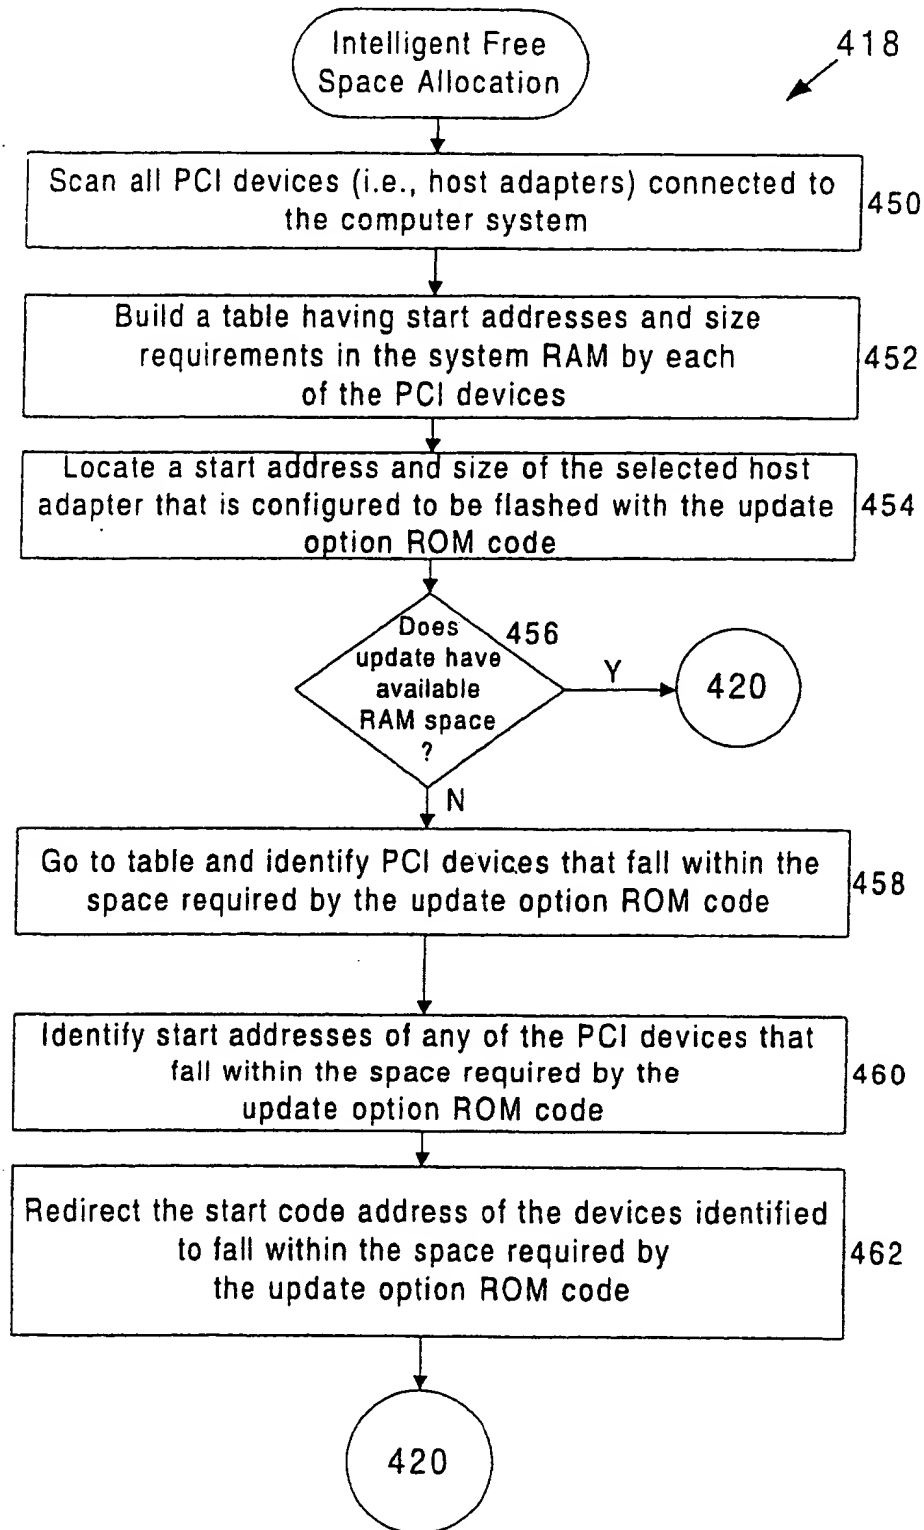 Intelligent Free
Space Allocation
418
Scan all PCI devices (i.e., host adapters) connected to
the computer system
450
Build a table having start addresses and size
requirements in the system RAM by each
of the PCI devices
452
Locate a start address and size of the selected host
adapter that is configured to be flashed with the update
option ROM code
454
Does
update have
available
RAM space
?
456
Y
420
N
Go to table and identify PCI devices that fall within the
space required by the update option ROM code
458
Identify start addresses of any of the PCI devices that
fall within the space required by the
update option ROM code
460
Redirect the start code address of the devices identified
to fall within the space required by
the update option ROM code
462
420